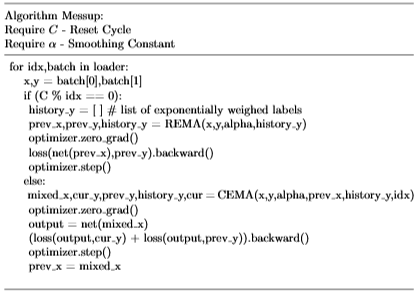 Algorithm Messup:
Require C - Reset Cycle
Require α - Smoothing Constant
for idx,batch in loader:
x,y = batch[0],batch[1]
if (C % idx == 0):
history_y = [ ] # list of exponentially weighed labels
prev_x,prev_y,history_y = REMA(x,y,alpha,history_y)
optimizer.zero_grad()
loss(net(prev_x),prev_y).backward()
optimizer.step()
else:
mixed_x,cur_y,prev_y,history_y,cur = CEMA(x,y,alpha,prev_x,history_y,idx)
optimizer.zero_grad()
output = net(mixed_x)
(loss(output,cur_y) + loss(output,prev_y)).backward()
optimizer.step()
prev_x = mixed_x